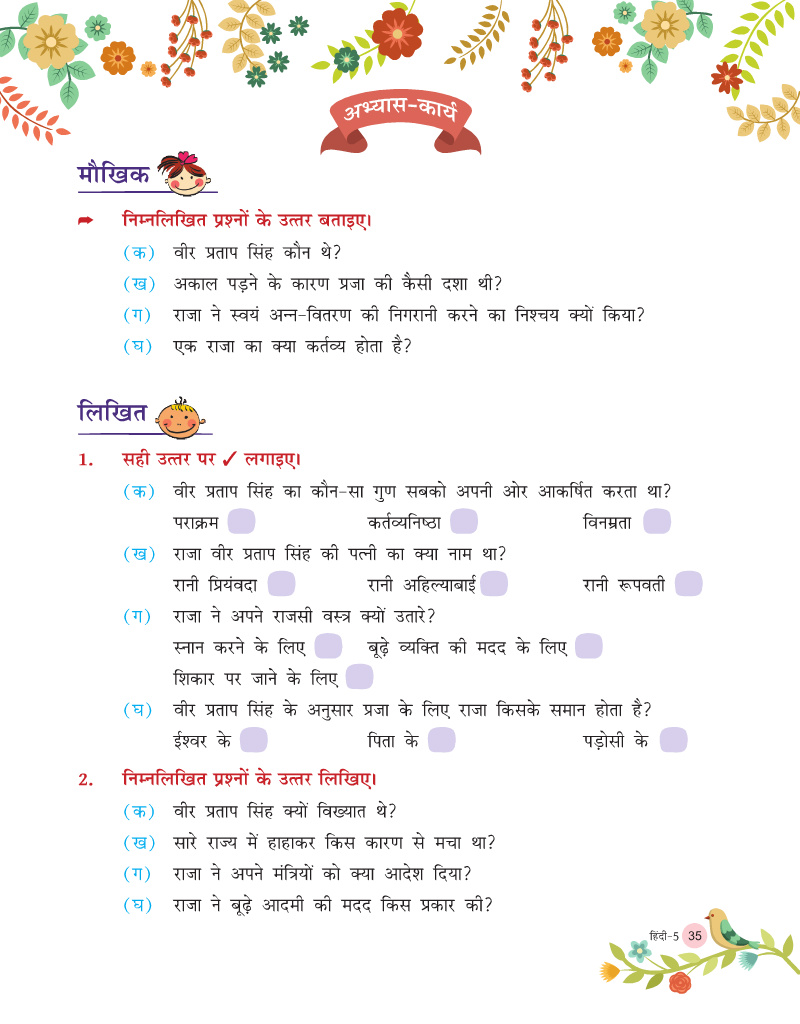 अभ्यास-कार्य
मौखिक
➦ निम्नलिखित प्रश्नों के उत्तर बताइए।
(क) वीर प्रताप सिंह कौन थे?
(ख) अकाल पड़ने के कारण प्रजा की कैसी दशा थी?
(ग) राजा ने स्वयं अन्न-वितरण की निगरानी करने का निश्चय क्यों किया?
(घ) एक राजा का क्या कर्तव्य होता है?
लिखित
1. सही उत्तर पर ✓ लगाइए।
(क) वीर प्रताप सिंह का कौन-सा गुण सबको अपनी ओर आकर्षित करता था?
पराक्रम कर्तव्यनिष्ठा विनम्रता
(ख) राजा वीर प्रताप सिंह की पत्नी का क्या नाम था?
रानी प्रियंवदा रानी अहिल्याबाई रानी रूपवती
(ग) राजा ने अपने राजसी वस्त्र क्यों उतारे?
स्नान करने के लिए बूढ़े व्यक्ति की मदद के लिए
शिकार पर जाने के लिए
(घ) वीर प्रताप सिंह के अनुसार प्रजा के लिए राजा किसके समान होता है?
ईश्वर के पिता के पड़ोसी के
2. निम्नलिखित प्रश्नों के उत्तर लिखिए।
(क) वीर प्रताप सिंह क्यों विख्यात थे?
(ख) सारे राज्य में हाहाकर किस कारण से मचा था?
(ग) राजा ने अपने मंत्रियों को क्या आदेश दिया?
(घ) राजा ने बूढ़े आदमी की मदद किस प्रकार की?
हिंदी-5 35